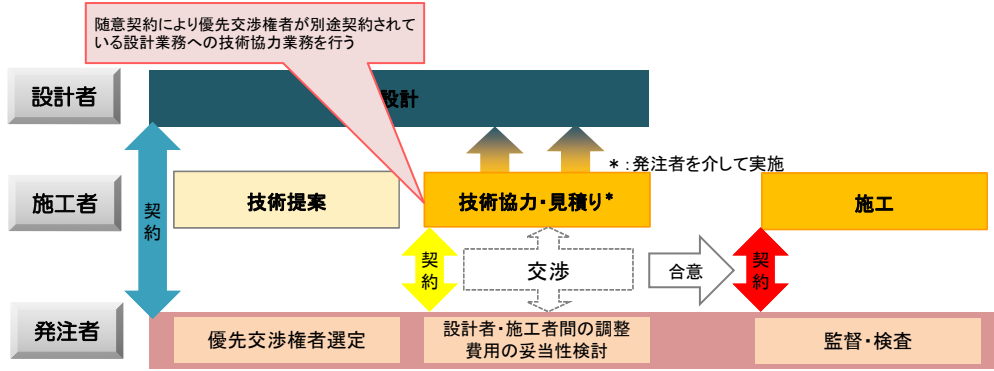 随意契約により優先交渉権者が別途契約されて
いる設計業務への技術協力業務を行う
設計者
設計
＊：発注者を介して実施
施工者
技術提案
技術協力・見積り*
施工
契約
契約
交渉
合意
契約
発注者
優先交渉権者選定
設計者・施工者間の調整
費用の妥当性検討
監督・検査